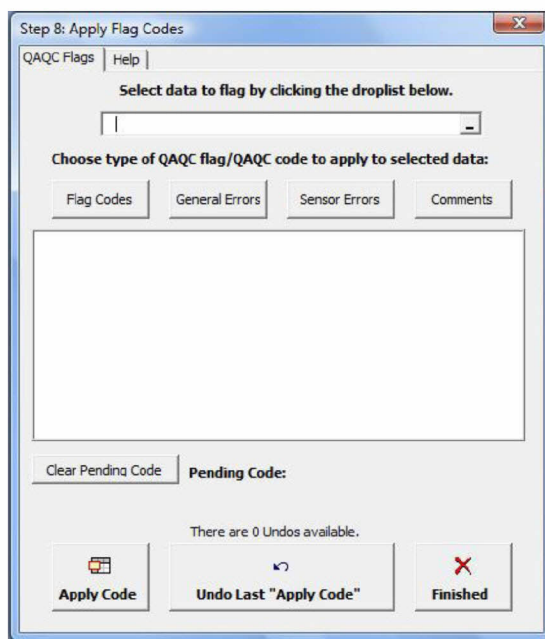 Step 8: Apply Flag Codes
QAQC Flags Help
Select data to flag by clicking the droplist below.
Choose type of QAQC flag/QAQC code to apply to selected data:
Flag Codes General Errors Sensor Errors Comments
Clear Pending Code Pending Code:
There are 0 Undos available.
Apply Code Undo Last "Apply Code" Finished